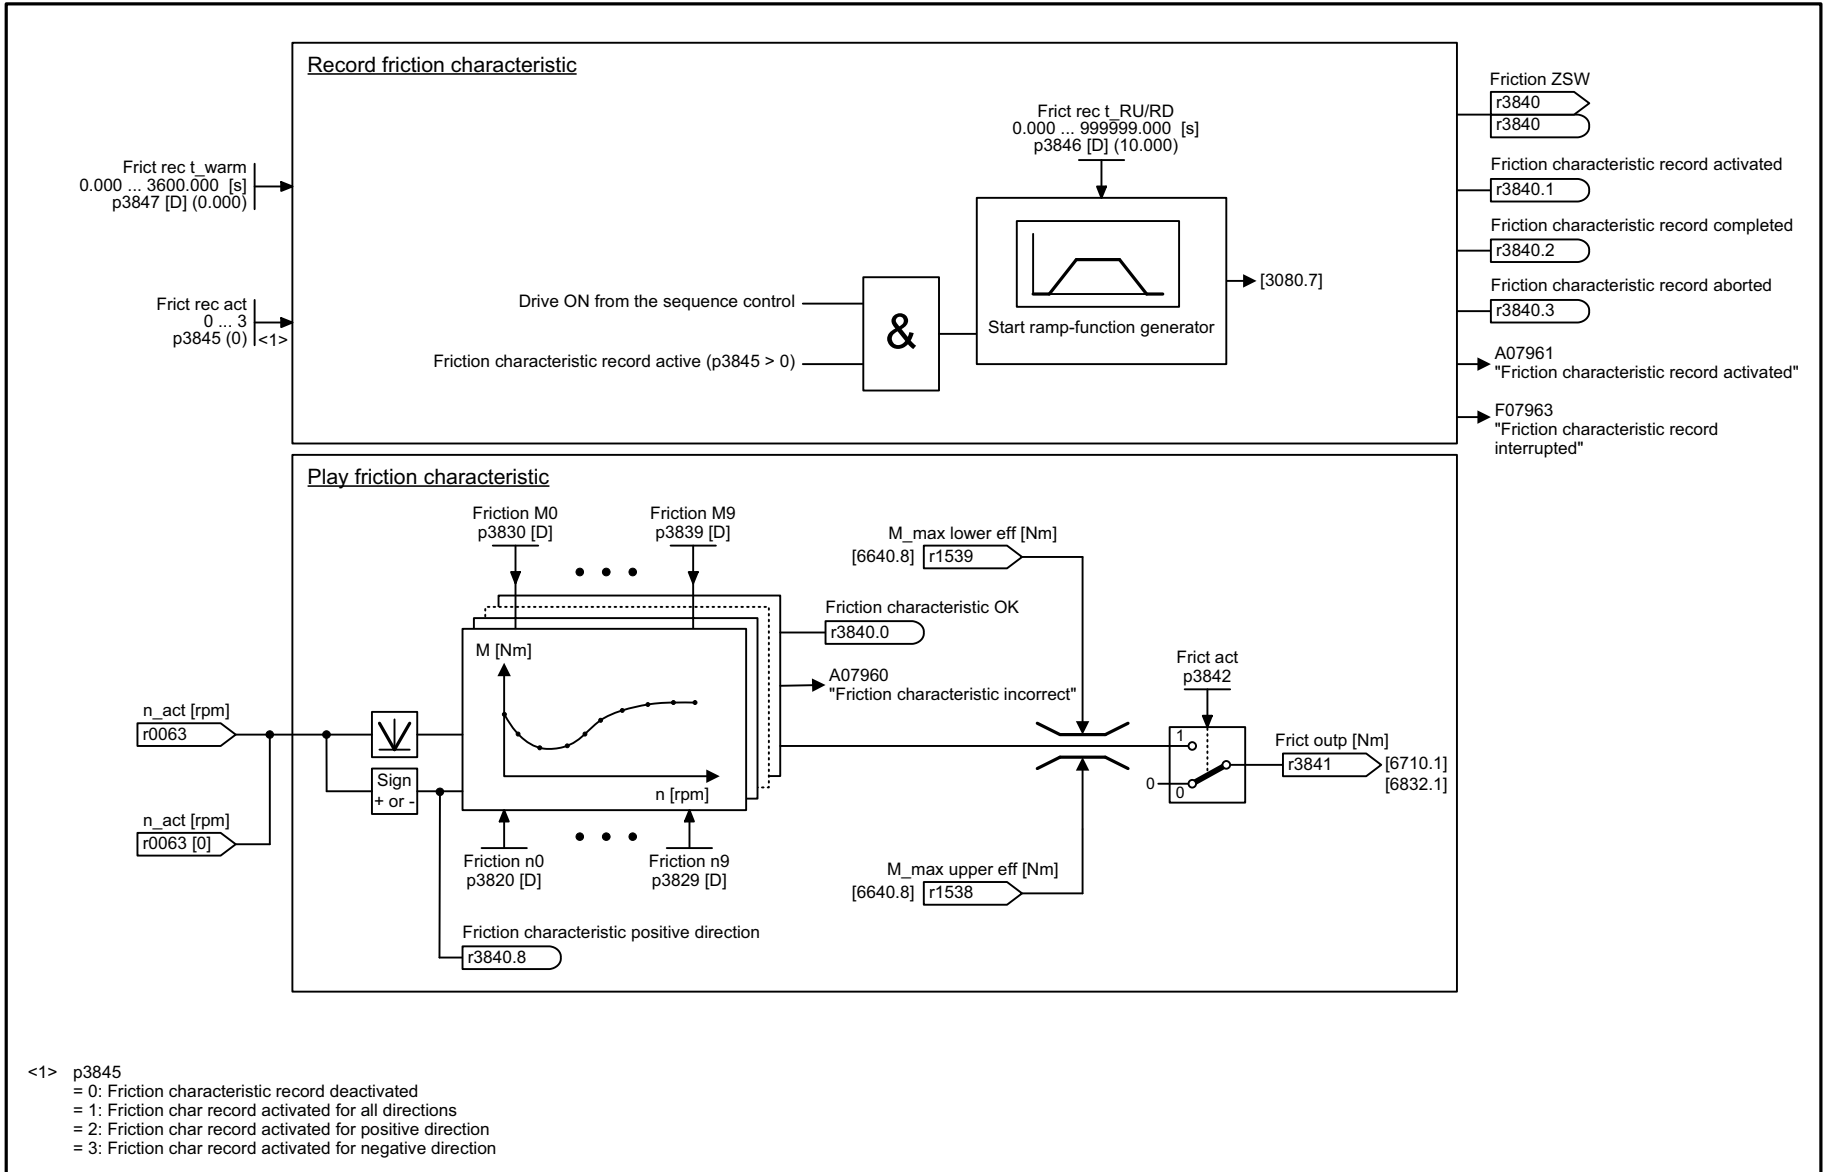 Record friction characteristic
Frict rec t_warm
0.000 ... 3600.000 [s]
p3847 [D] (0.000)
Frict rec act
0 ... 3
p3845 (0)
<1>
Frict rec t_RU/RD
0.000 ... 999999.000 [s]
p3846 [D] (10.000)
Drive ON from the sequence control
Friction characteristic record active (p3845 > 0)
&
Start ramp-function generator
[3080.7]
Friction ZSW
r3840
r3840
Friction characteristic record activated
r3840.1
Friction characteristic record completed
r3840.2
Friction characteristic record aborted
r3840.3
A07961
"Friction characteristic record activated"
F07963
"Friction characteristic record
interrupted"
Play friction characteristic
Friction M0
p3830 [D]
Friction M9
p3839 [D]
M_max lower eff [Nm]
[6640.8] r1539
Friction characteristic OK
r3840.0
A07960
"Friction characteristic incorrect"
M [Nm]
n [rpm]
n_act [rpm]
r0063
Sign
+ or -
n_act [rpm]
r0063 [0]
Friction n0
p3820 [D]
Friction n9
p3829 [D]
M_max upper eff [Nm]
[6640.8] r1538
Frict act
p3842
1
0
0
Frict outp [Nm]
r3841
[6710.1]
[6832.1]
Friction characteristic positive direction
r3840.8
<1> p3845
= 0: Friction characteristic record deactivated
= 1: Friction char record activated for all directions
= 2: Friction char record activated for positive direction
= 3: Friction char record activated for negative direction